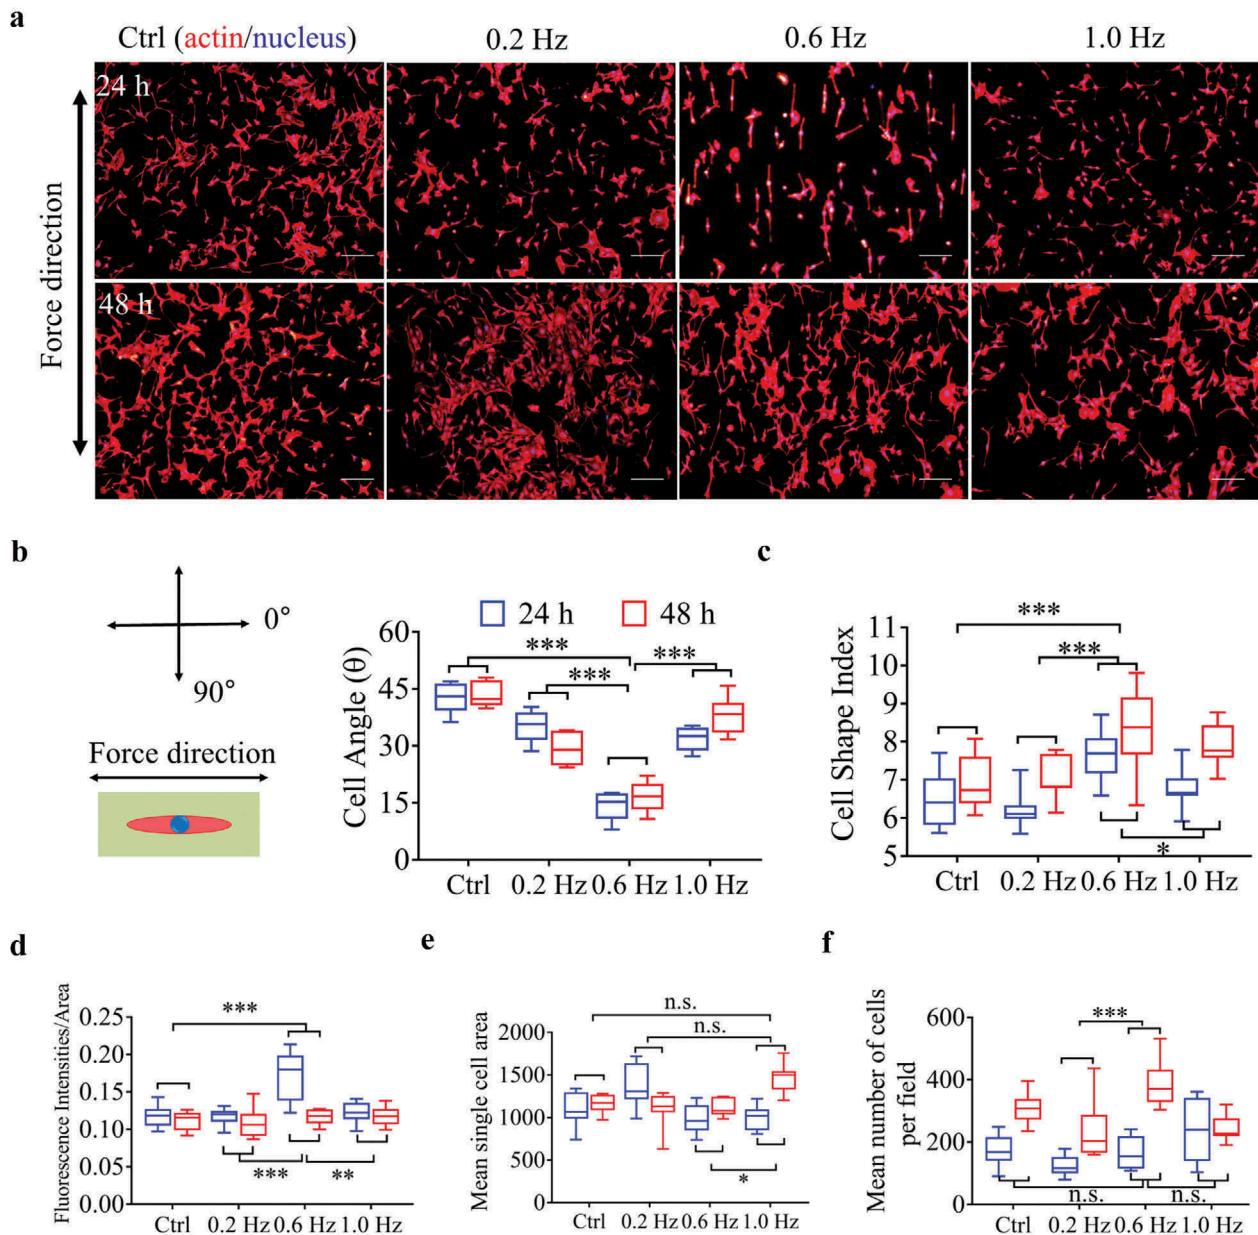 a
Ctrl (actin/nucleus)
0.2 Hz
0.6 Hz
1.0 Hz
24 h
48 h
Force direction
b
0°
90°
Force direction
24 h
48 h
Cell Angle (θ)
60
45
30
15
0
***
***
***
Ctrl
0.2 Hz
0.6 Hz
1.0 Hz
c
Cell Shape Index
11
10
9
8
7
6
5
***
***
*
Ctrl
0.2 Hz
0.6 Hz
1.0 Hz
d
Fluorescence Intensities/Area
0.25
0.20
0.15
0.10
0.05
0.00
***
***
**
Ctrl
0.2 Hz
0.6 Hz
1.0 Hz
e
Mean single cell area
2000
1500
1000
500
0
n.s.
n.s.
*
Ctrl
0.2 Hz
0.6 Hz
1.0 Hz
f
Mean number of cells
per field
600
400
200
0
***
n.s.
n.s.
Ctrl
0.2 Hz
0.6 Hz
1.0 Hz